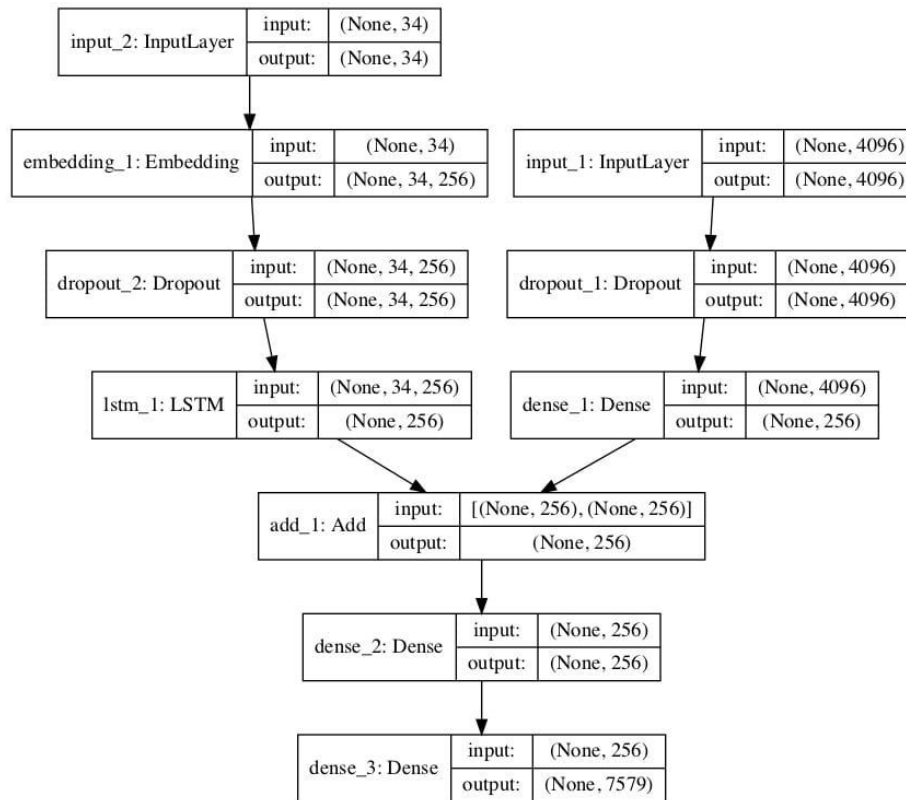 input_2: InputLayer
input: (None, 34)
output: (None, 34)
embedding_1: Embedding
input: (None, 34)
output: (None, 34, 256)
input_1: InputLayer
input: (None, 4096)
output: (None, 4096)
dropout_2: Dropout
input: (None, 34, 256)
output: (None, 34, 256)
dropout_1: Dropout
input: (None, 4096)
output: (None, 4096)
lstm_1: LSTM
input: (None, 34, 256)
output: (None, 256)
dense_1: Dense
input: (None, 4096)
output: (None, 256)
add_1: Add
input: [(None, 256), (None, 256)]
output: (None, 256)
dense_2: Dense
input: (None, 256)
output: (None, 256)
dense_3: Dense
input: (None, 256)
output: (None, 7579)